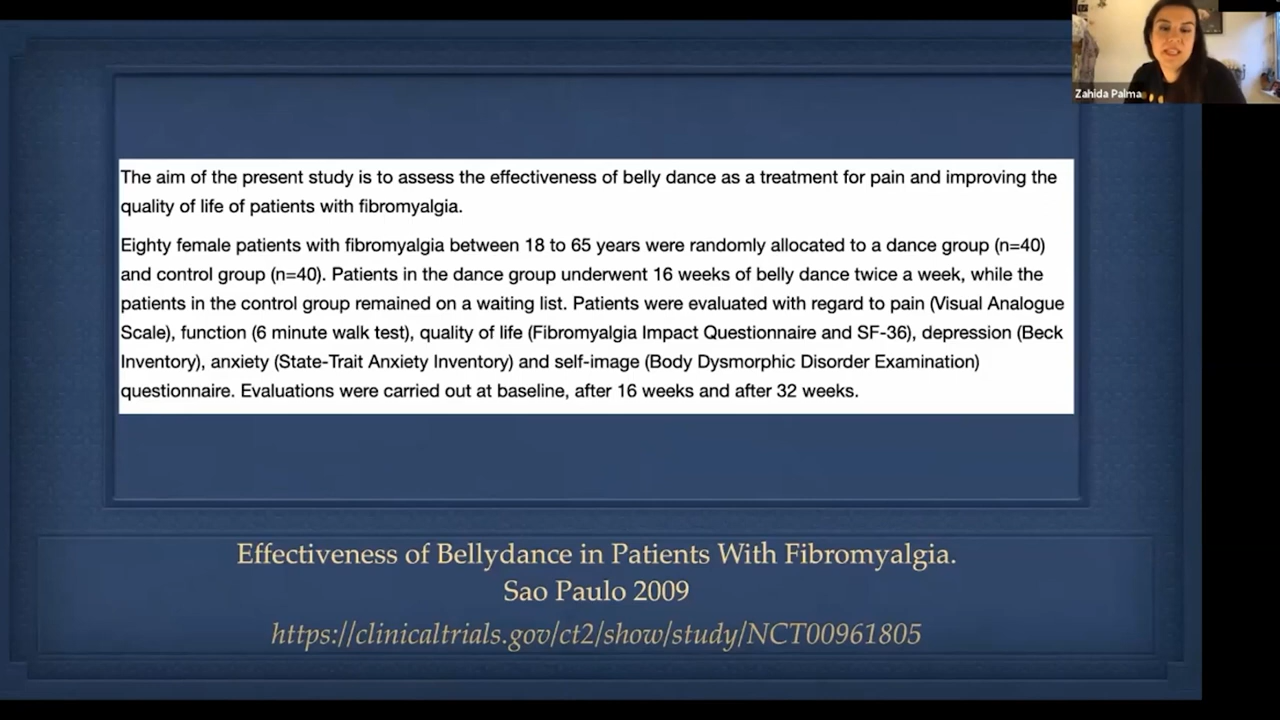 Zahida Palma
The aim of the present study is to assess the effectiveness of belly dance as a treatment for pain and improving the
quality of life of patients with fibromyalgia.
Eighty female patients with fibromyalgia between 18 to 65 years were randomly allocated to a dance group (n=40)
and control group (n=40). Patients in the dance group underwent 16 weeks of belly dance twice a week, while the
patients in the control group remained on a waiting list. Patients were evaluated with regard to pain (Visual Analogue
Scale), function (6 minute walk test), quality of life (Fibromyalgia Impact Questionnaire and SF-36), depression (Beck
Inventory), anxiety (State-Trait Anxiety Inventory) and self-image (Body Dysmorphic Disorder Examination)
questionnaire. Evaluations were carried out at baseline, after 16 weeks and after 32 weeks.
Effectiveness of Bellydance in Patients With Fibromyalgia.
Sao Paulo 2009
https://clinicaltrials.gov/ct2/show/study/NCT00961805